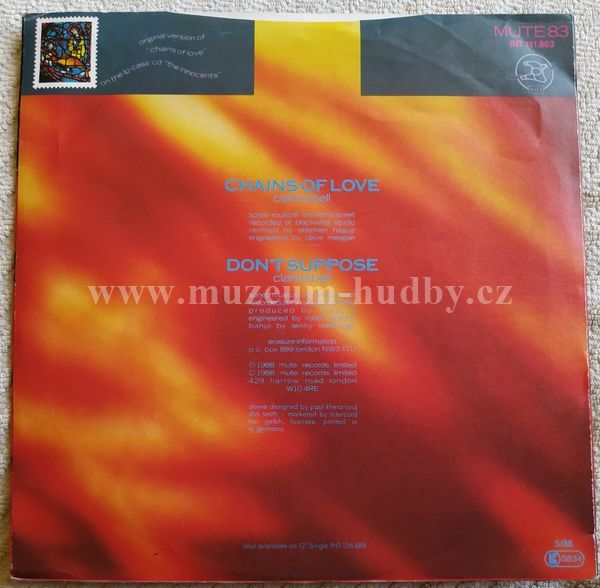 original version of
"chains of love"
on the lp·cass·cd "the innocents"
MUTE 83
INT 111.863
CHAINS OF LOVE
clarke bell
sonet-musical moments sonet
recorded at blackwing studio
remixed by stephen hague
engineered by dave meegan
DON'T SUPPOSE
clarke bell
produced by
engineered by
banjo by lenny
www.muzeum-hudby.cz
erasure information
p.o. box 899 london NW3 1TU
℗ 1988 mute records limited
© 1988 mute records limited
429 harrow road london
W10 4RE
sleeve designed by paul khera and
slim smith - marketed by intercord
ton gmbh, licensee. printed in
w.germany.
also available on 12" Single INT 126.888
5/88
LC
5834